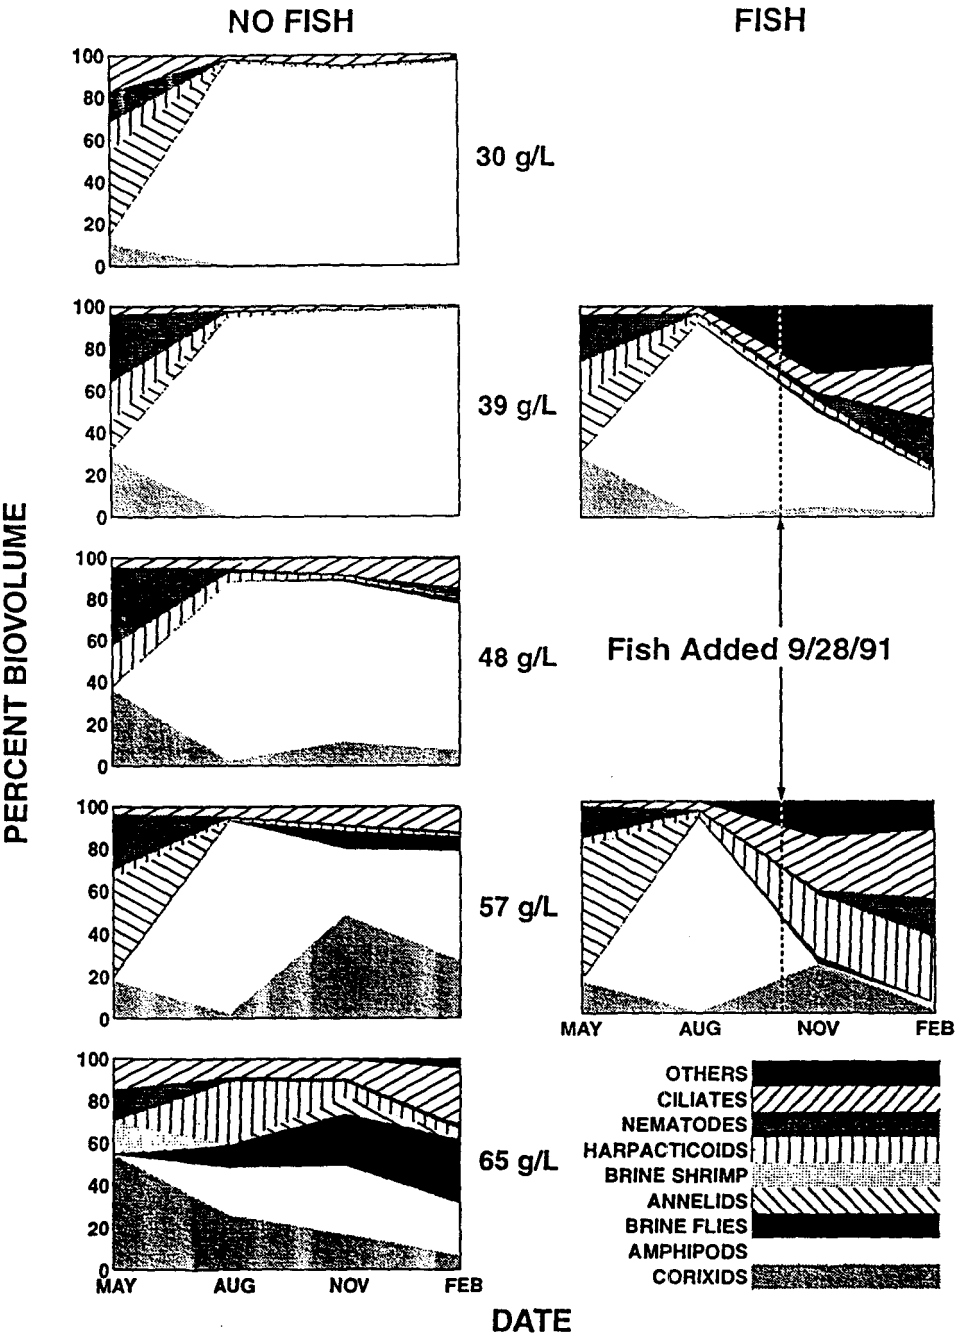 NO FISH
FISH
100
80
60
40
20
0
30 g/L
100
80
60
40
20
0
39 g/L
100
80
60
40
20
0
48 g/L
Fish Added 9/28/91
PERCENT BIOVOLUME
100
80
60
40
20
0
57 g/L
MAY AUG NOV FEB
100
80
60
40
20
0
65 g/L
MAY AUG NOV FEB
OTHERS
CILIATES
NEMATODES
HARPACTICOIDS
BRINE SHRIMP
ANNELIDS
BRINE FLIES
AMPHIPODS
CORIXIDS
DATE